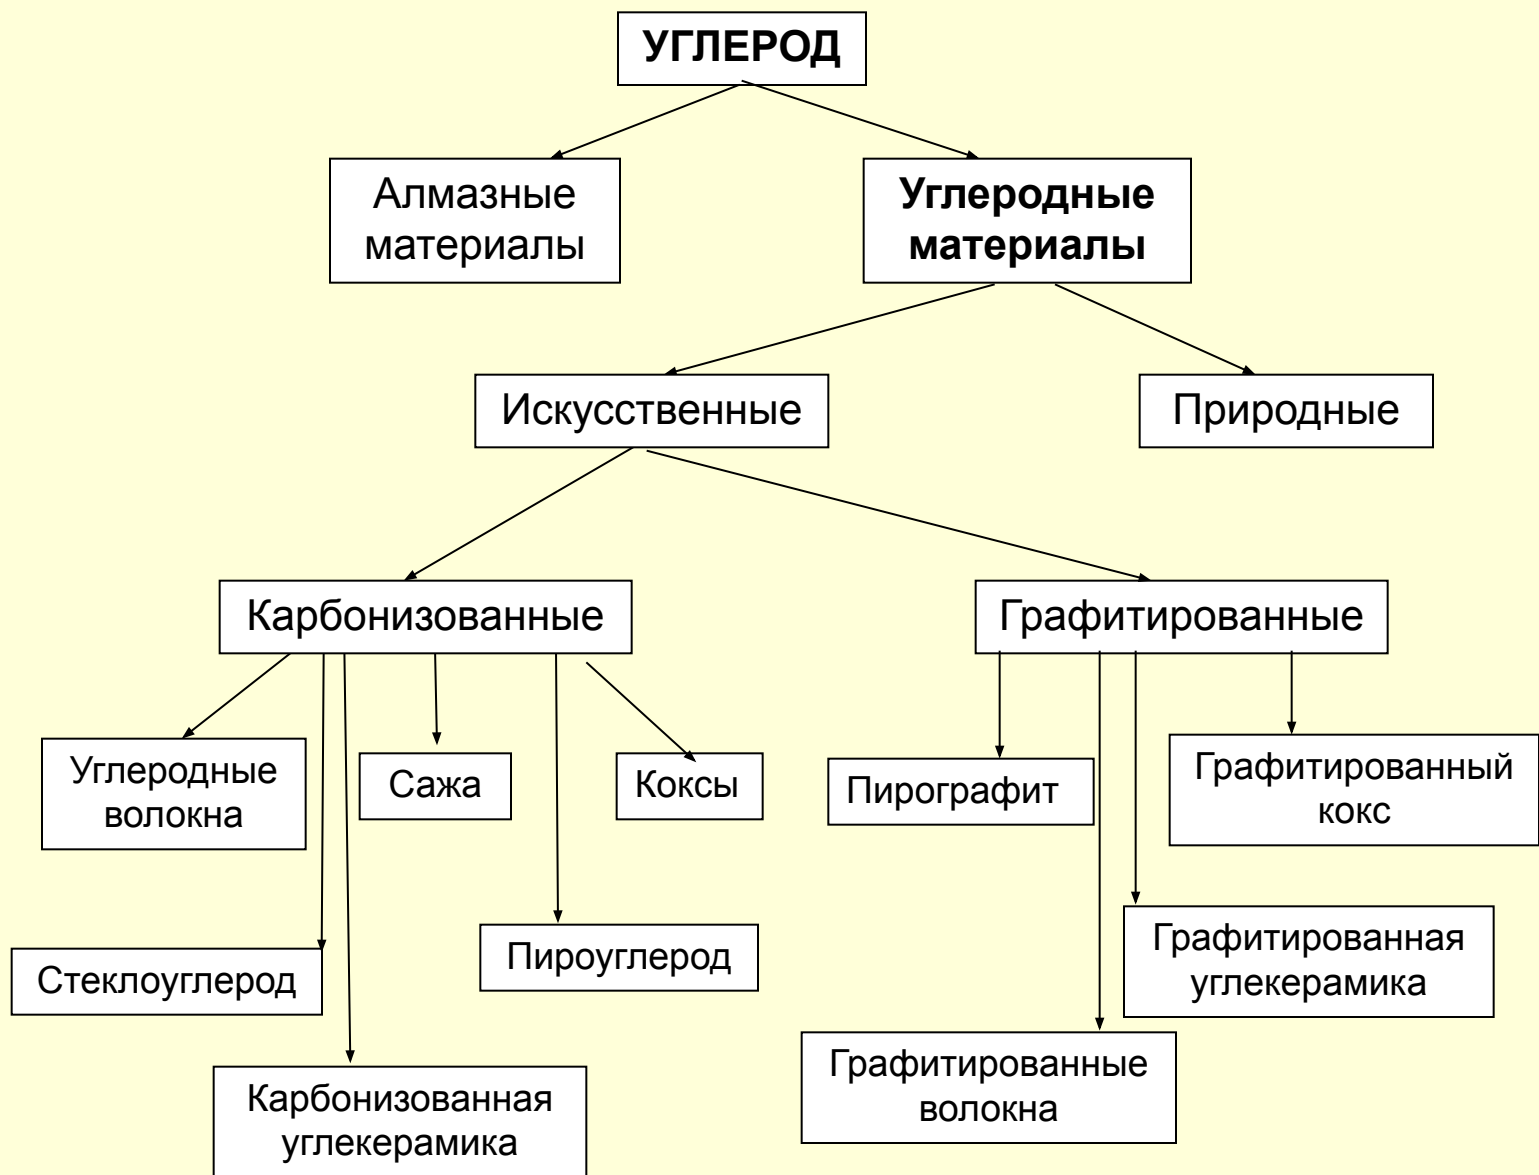 УГЛЕРОД
Алмазные
материалы
Углеродные
материалы
Искусственные
Природные
Карбонизованные
Графитированные
Углеродные
волокна
Сажа
Коксы
Пирографит
Графитированный
кокс
Стеклоуглерод
Пироуглерод
Графитированная
углекерамика
Карбонизованная
углекерамика
Графитированные
волокна